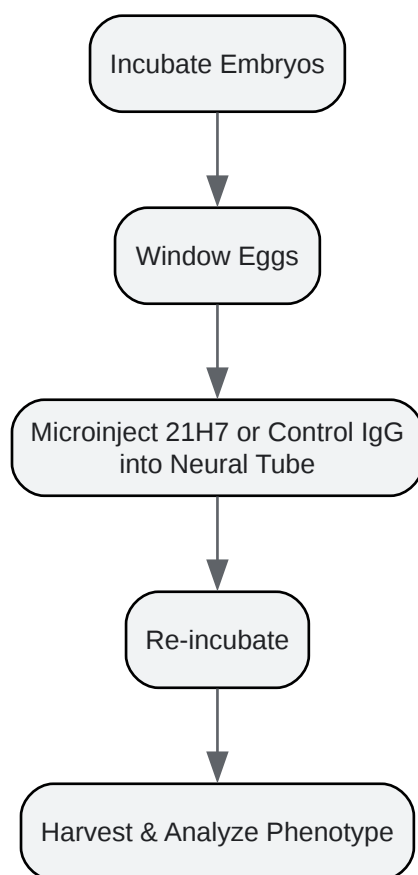 Incubate Embryos
Window Eggs
Microinject 21H7 or Control IgG
into Neural Tube
Re-incubate
Harvest & Analyze Phenotype